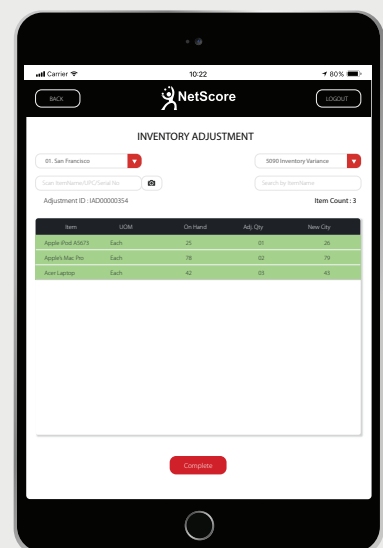 Carrier 10:22 80%
BACK NetScore LOGOUT
INVENTORY ADJUSTMENT
01. San Francisco 5090 Inventory Variance
Scan ItemName/UPC/Serial No Search by ItemName
Adjustment ID : IAD00000354 Item Count : 3
Item UOM On Hand Adj. Qty New City
Apple iPod A5675 Each 25 01 26
Apple's Mac Pro Each 78 02 79
Acer Laptop Each 42 03 43
Complete